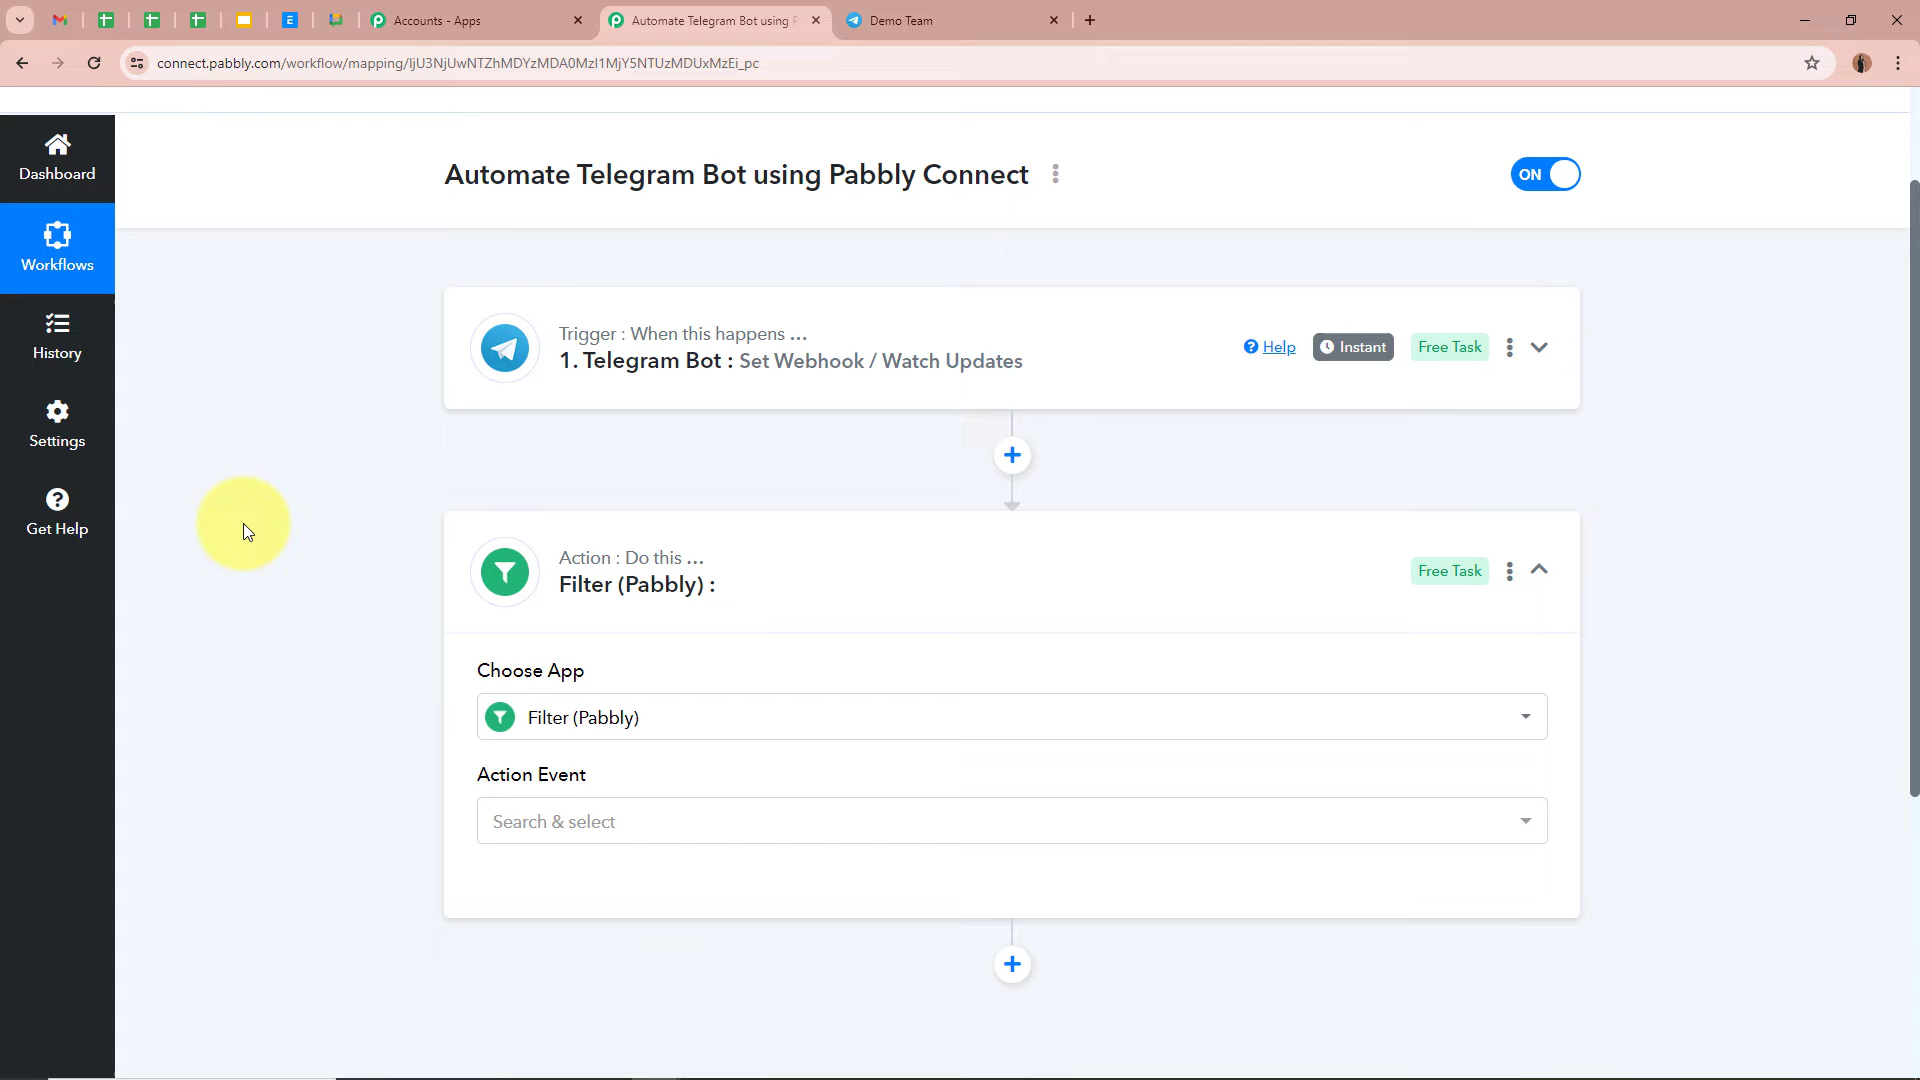 Accounts - Apps
Automate Telegram Bot using P
Demo Team
connect.pabbly.com/workflow/mapping/IjU3NjUwNTZhMDYzMDA0MzI1MjY5NTUzMDUxMzEi_pc
Dashboard
Workflows
History
Settings
Get Help
Automate Telegram Bot using Pabbly Connect
ON
Trigger : When this happens ...
1. Telegram Bot : Set Webhook / Watch Updates
Help
Instant
Free Task
Action : Do this ...
Filter (Pabbly) :
Free Task
Choose App
Filter (Pabbly)
Action Event
Search & select